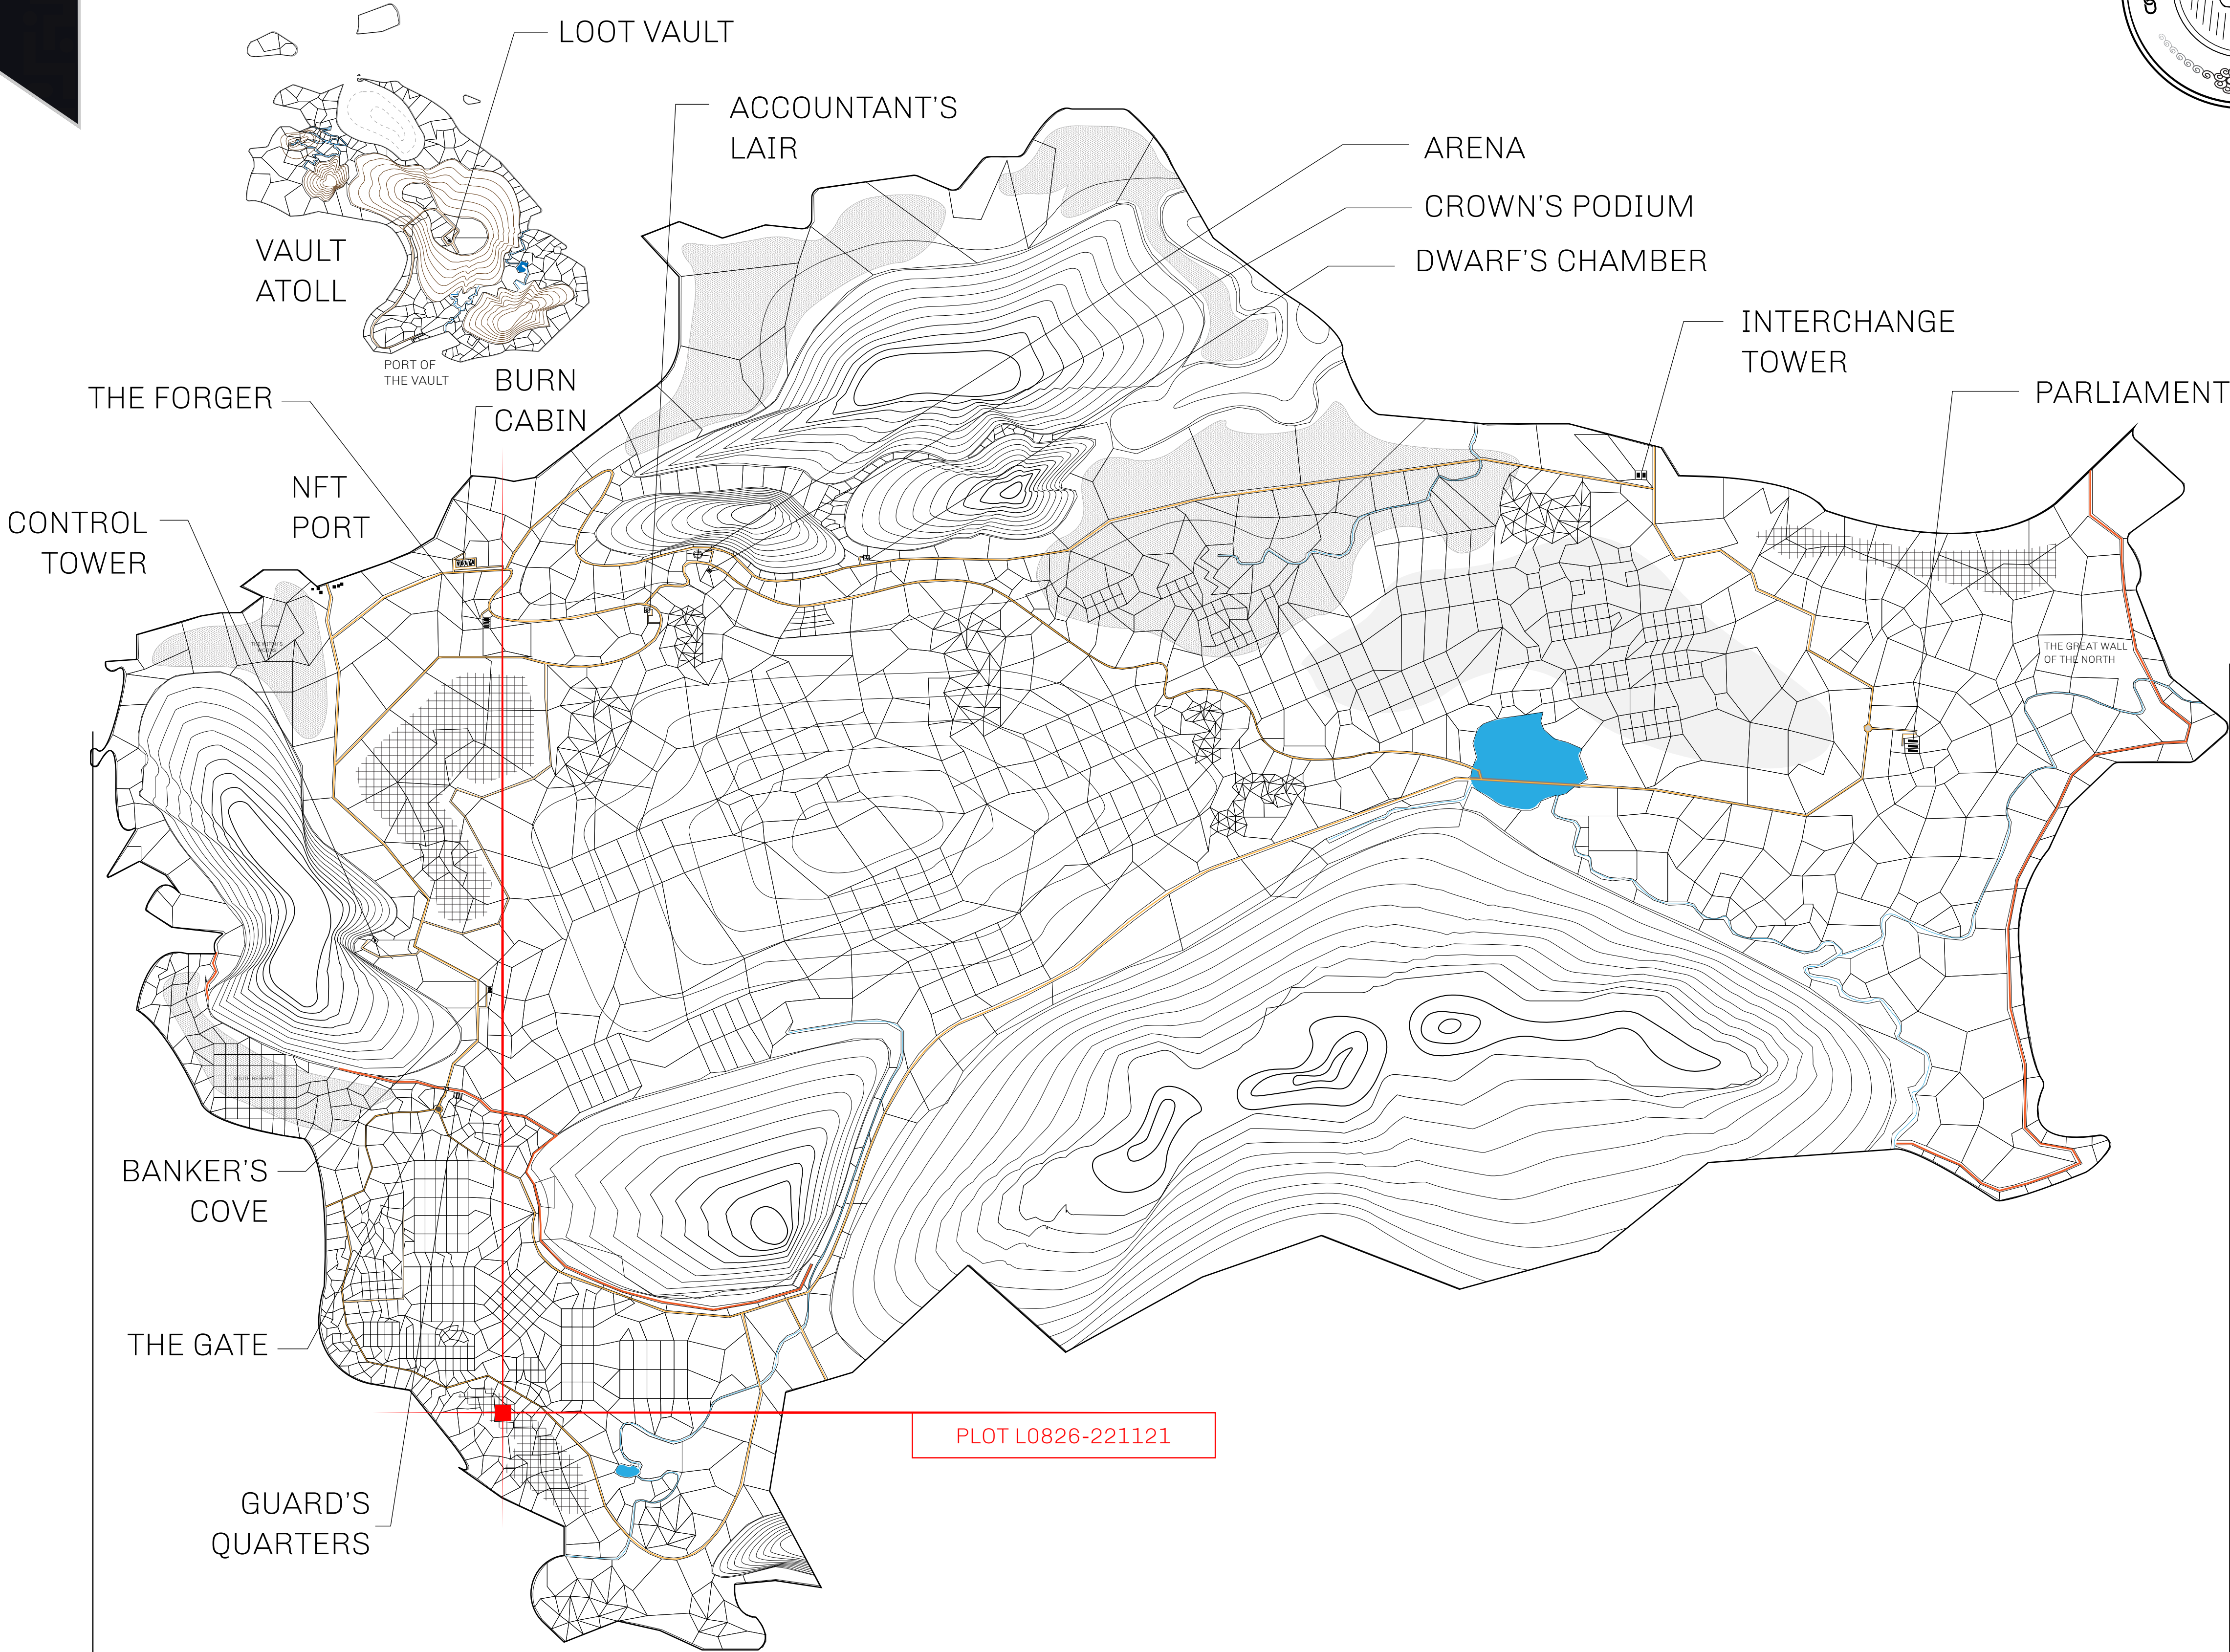 LOOT VAULT
ACCOUNTANT'S
LAIR
ARENA
CROWN'S PODIUM
DWARF'S CHAMBER
VAULT
ATOLL
INTERCHANGE
TOWER
PORT OF
THE VAULT
BURN
CABIN
THE FORGER
PARLIAMENT
NFT
PORT
CONTROL
TOWER
THE GREAT WALL
OF THE NORTH
SOUTH RESERVE
BANKER'S
COVE
THE GATE
PLOT L0826-221121
GUARD'S
QUARTERS